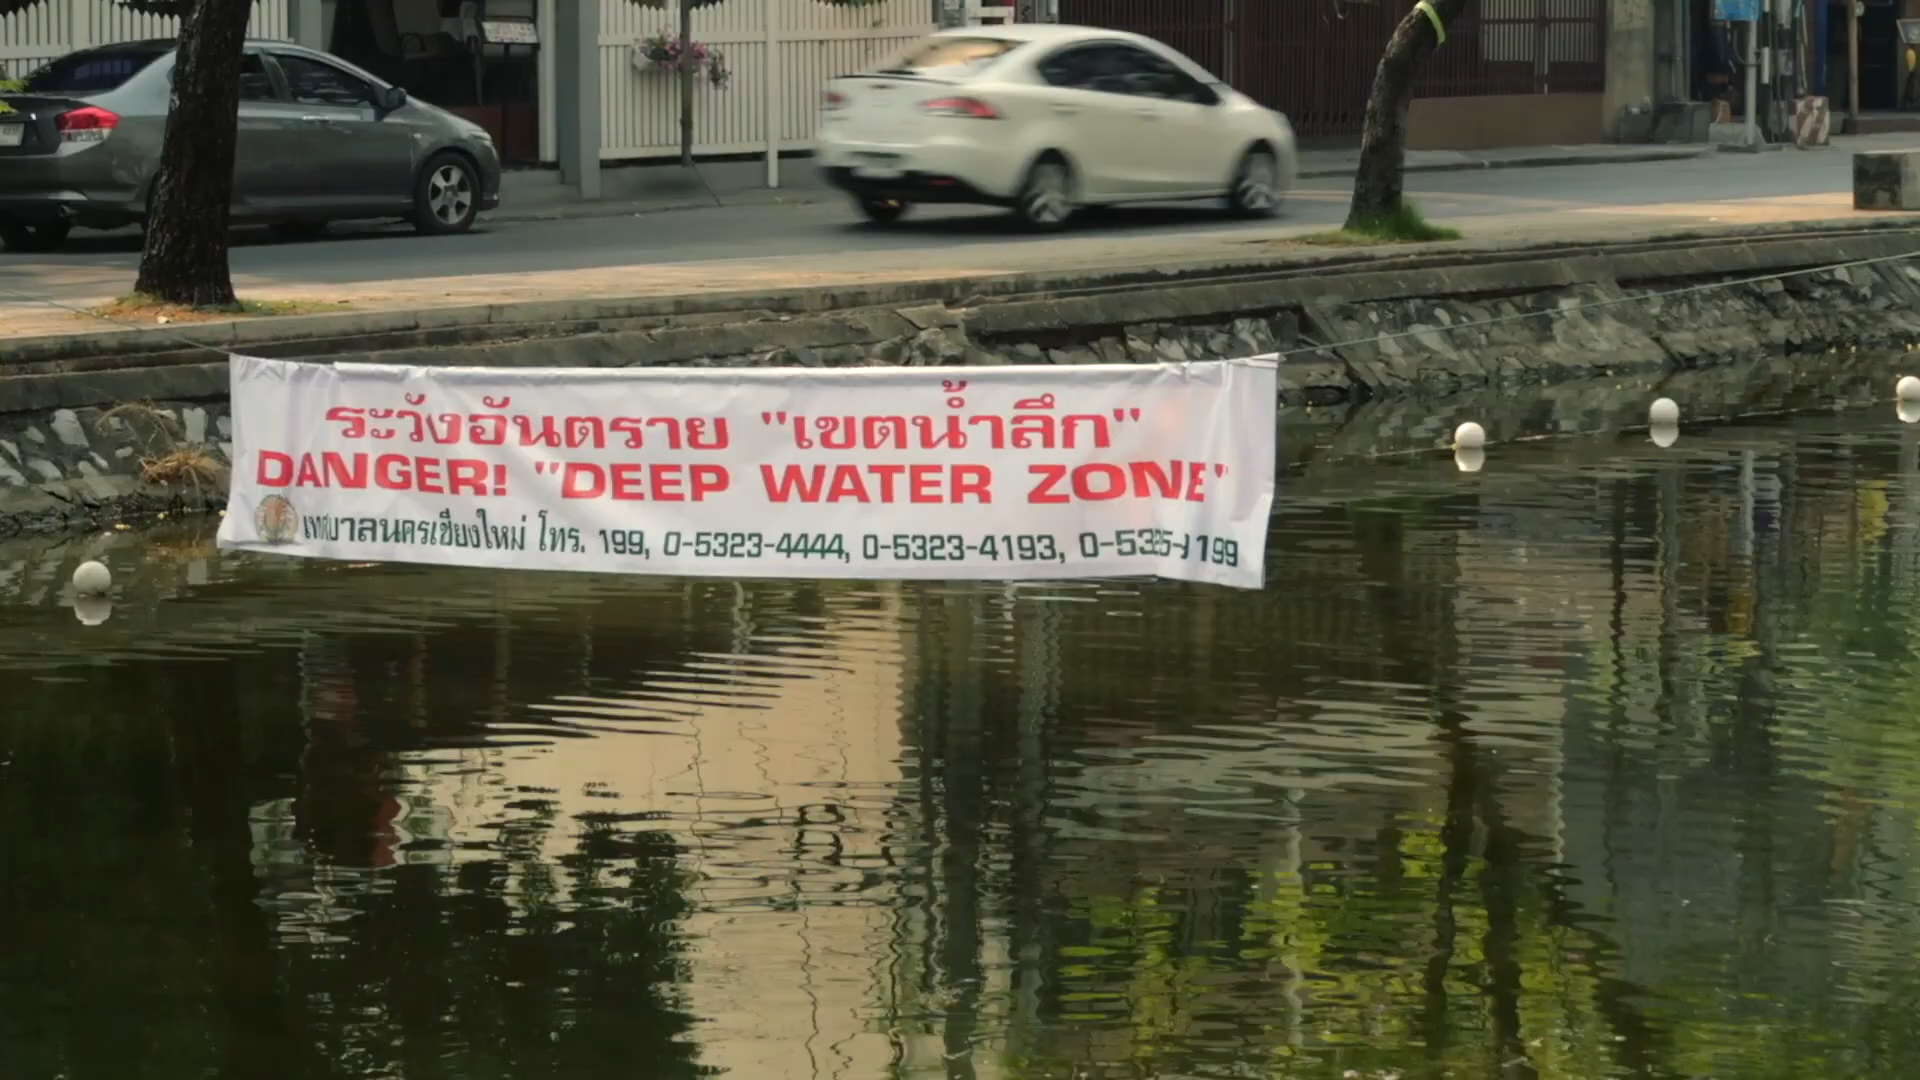 ระวังอันตราย "เขตน้ำลึก"
DANGER! "DEEP WATER ZONE"
เทศบาลนครเชียงใหม่ โทร. 199, 0-5323-4444, 0-5323-4193,